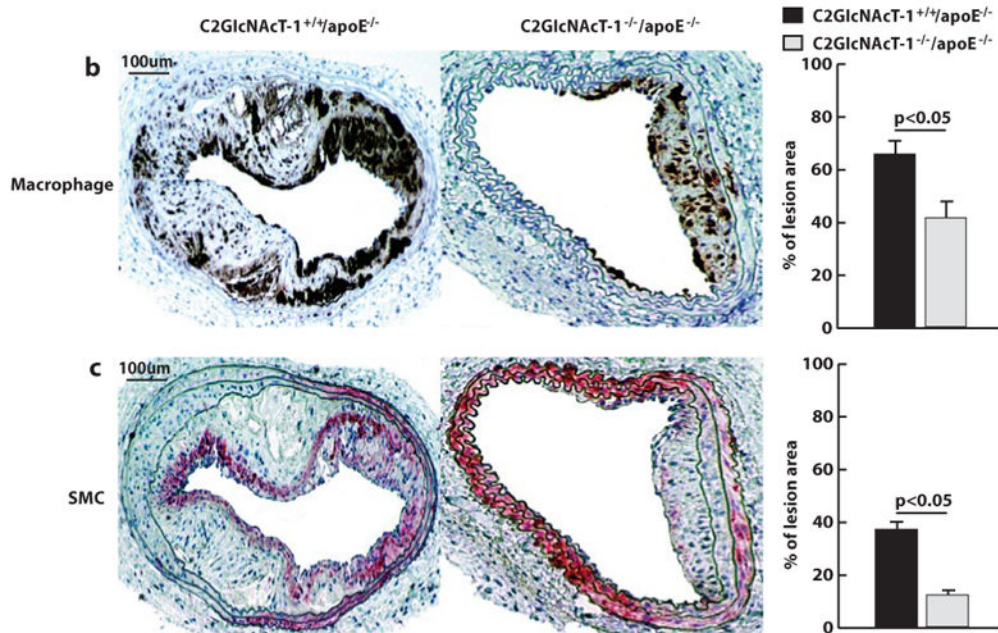 C2GlcNAcT-1+/+/apoE-/-
C2GlcNAcT-1-/-/apoE-/-
C2GlcNAcT-1+/+/apoE-/-
C2GlcNAcT-1-/-/apoE-/-
b
100um
Macrophage
% of lesion area
100
80
60
40
20
0
p<0.05
c
100um
SMC
% of lesion area
100
80
60
40
20
0
p<0.05